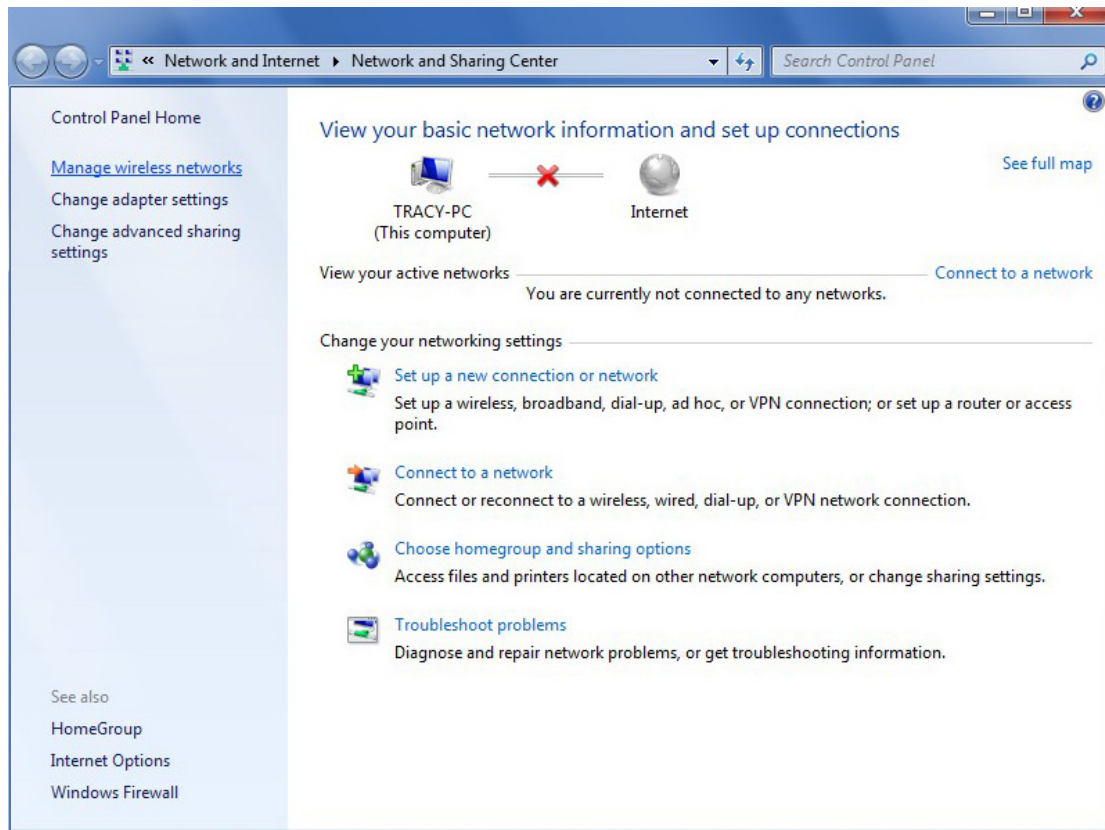 « Network and Internet ▸ Network and Sharing Center
Search Control Panel
Control Panel Home
Manage wireless networks
Change adapter settings
Change advanced sharing
settings
See also
HomeGroup
Internet Options
Windows Firewall
View your basic network information and set up connections
See full map
TRACY-PC
(This computer)
Internet
View your active networks
Connect to a network
You are currently not connected to any networks.
Change your networking settings
Set up a new connection or network
Set up a wireless, broadband, dial-up, ad hoc, or VPN connection; or set up a router or access
point.
Connect to a network
Connect or reconnect to a wireless, wired, dial-up, or VPN network connection.
Choose homegroup and sharing options
Access files and printers located on other network computers, or change sharing settings.
Troubleshoot problems
Diagnose and repair network problems, or get troubleshooting information.